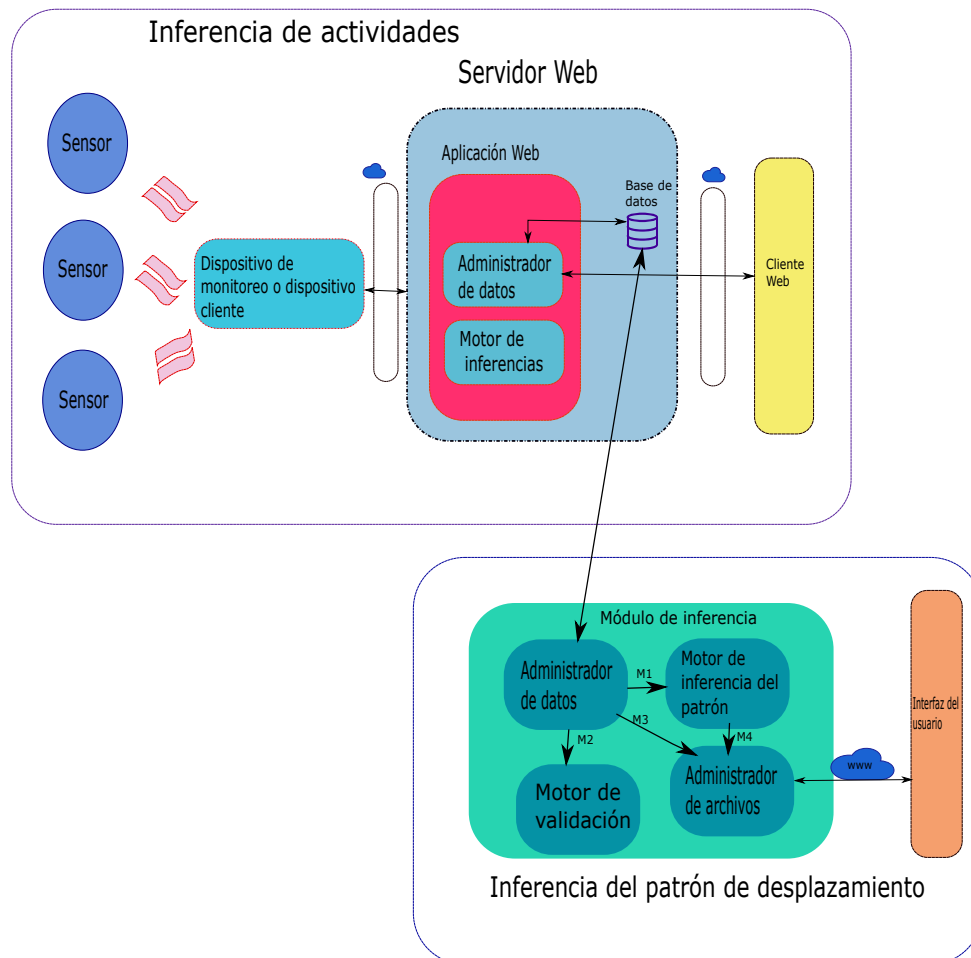 Inferencia de actividades
Servidor Web
Sensor
Sensor
Sensor
Dispositivo de
monitoreo o dispositivo
cliente
Aplicación Web
Administrador
de datos
Motor de
inferencias
Base de
datos
Cliente
Web
Módulo de inferencia
Administrador
de datos
M1
Motor de
inferencia del
patrón
M3
M2
M4
Motor de
validación
Administrador
de archivos
www
Interfaz del
usuario
Inferencia del patrón de desplazamiento